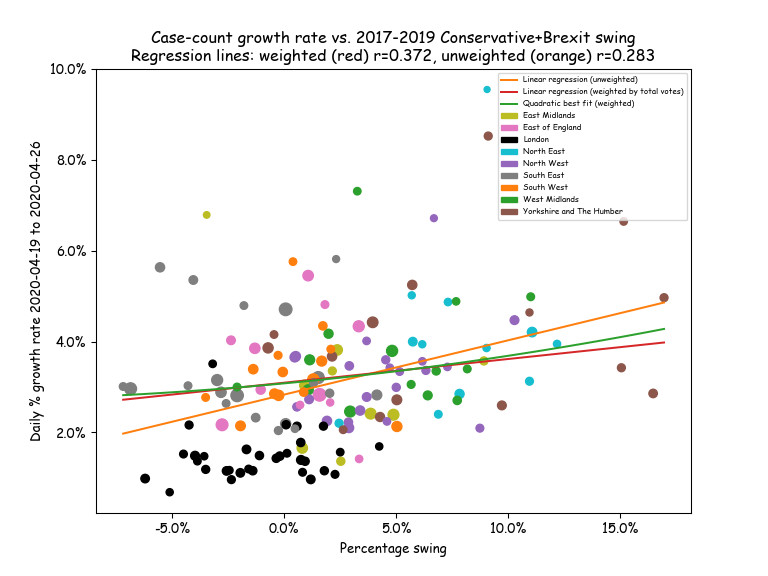 Case-count growth rate vs. 2017-2019 Conservative+Brexit swing
Regression lines: weighted (red) r=0.372, unweighted (orange) r=0.283
Daily % growth rate 2020-04-19 to 2020-04-26
10.0%
8.0%
6.0%
4.0%
2.0%
Linear regression (unweighted)
Linear regression (weighted by total votes)
Quadratic best fit (weighted)
East Midlands
East of England
London
North East
North West
South East
South West
West Midlands
Yorkshire and The Humber
-5.0%
0.0%
5.0%
10.0%
15.0%
Percentage swing